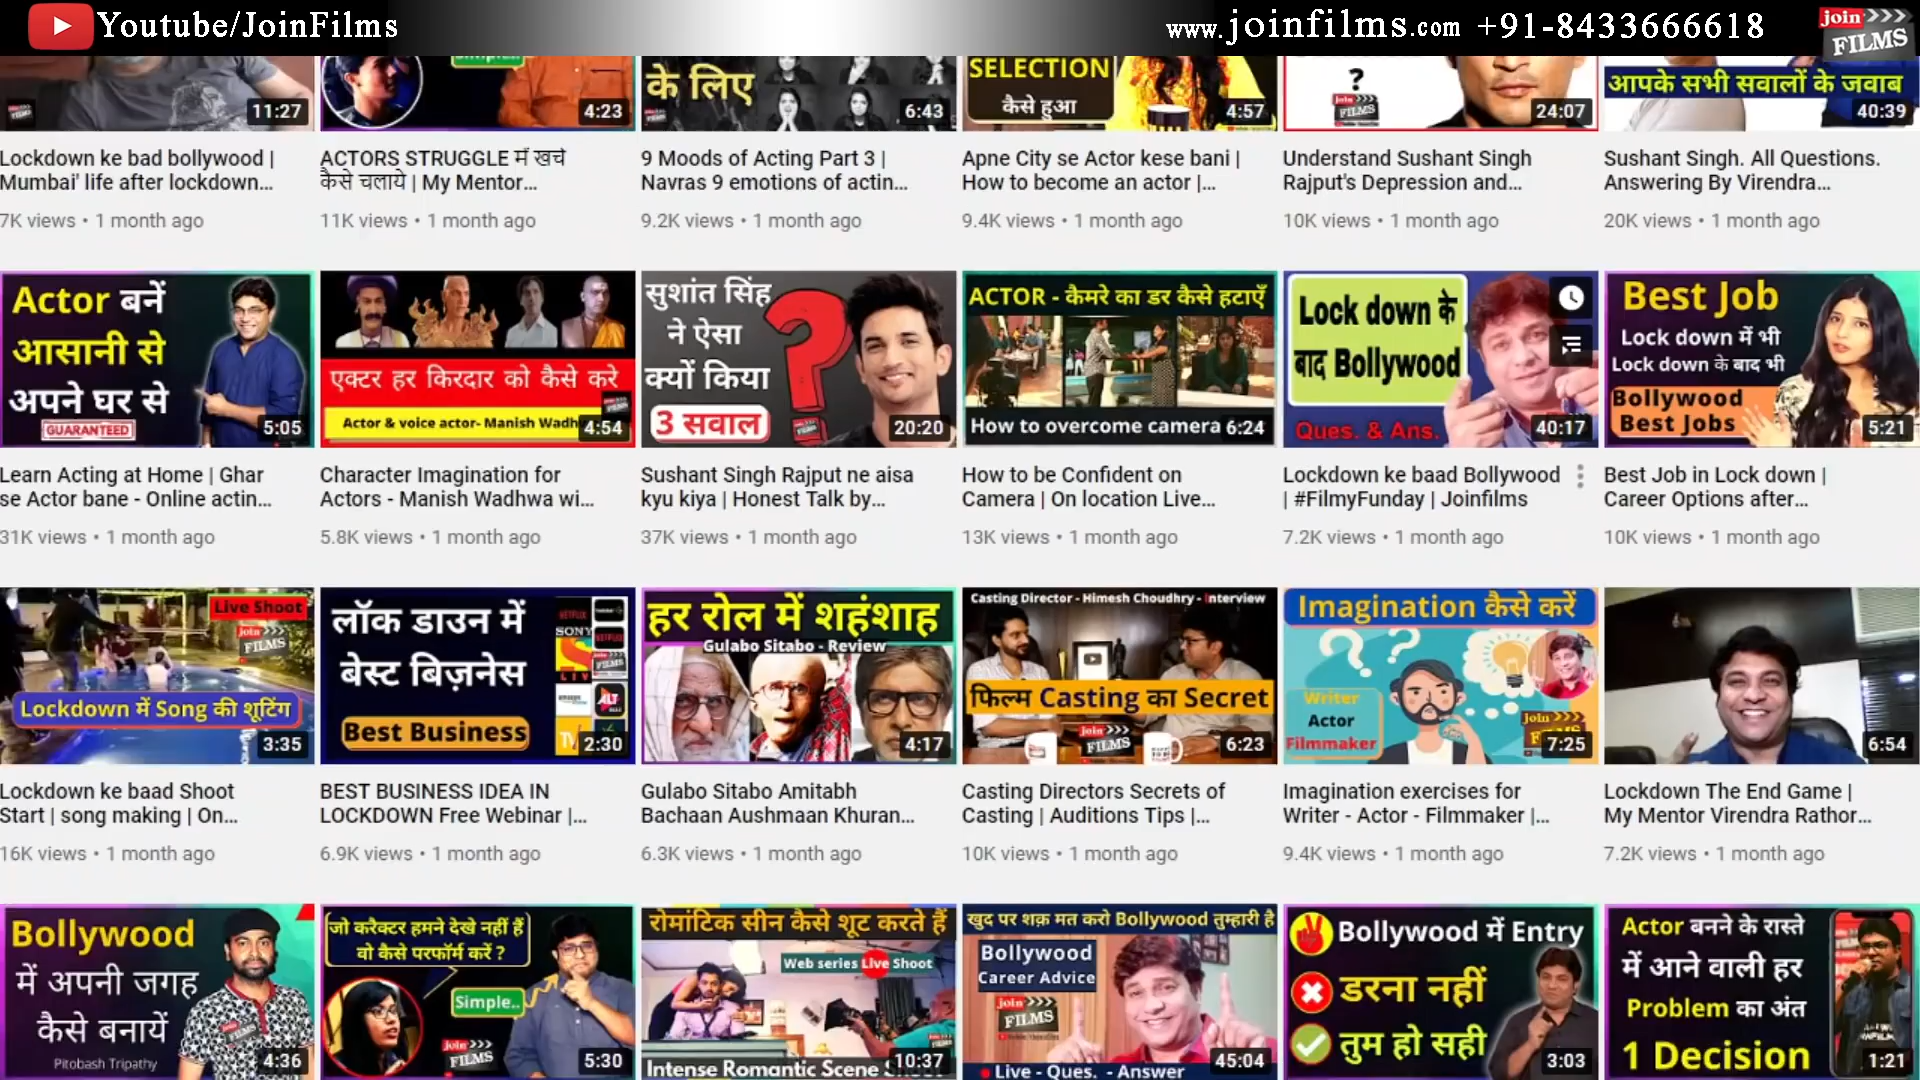 Youtube/JoinFilms
www.joinfilms.com +91-8433666618
join
FILMS
11:27
Simple..
4:23
के लिए
6:43
SELECTION
कैसे हुआ
4:57
?
join
FILMS
24:07
आपके सभी सवालों के जवाब
40:39
Lockdown ke bad bollywood |
Mumbai' life after lockdown...
7K views • 1 month ago
ACTORS STRUGGLE में खर्चे
कैसे चलाये | My Mentor...
11K views • 1 month ago
9 Moods of Acting Part 3 |
Navras 9 emotions of actin...
9.2K views • 1 month ago
Apne City se Actor kese bani |
How to become an actor |...
9.4K views • 1 month ago
Understand Sushant Singh
Rajput's Depression and...
10K views • 1 month ago
Sushant Singh. All Questions.
Answering By Virendra...
20K views • 1 month ago
Actor बनें
आसानी से
अपने घर से
GUARANTEED
5:05
एक्टर हर किरदार को कैसे करे
Actor & voice actor- Manish Wadh
4:54
सुशांत सिंह
ने ऐसा
क्यों किया
3 सवाल
?
20:20
ACTOR - कैमरे का डर कैसे हटाएँ
How to overcome camera
6:24
Lock down के
बाद Bollywood
Ques. & Ans.
40:17
Best Job
Lock down में भी
Lock down के बाद भी
Bollywood
Best Jobs
5:21
Learn Acting at Home | Ghar
se Actor bane - Online actin...
31K views • 1 month ago
Character Imagination for
Actors - Manish Wadhwa wi...
5.8K views • 1 month ago
Sushant Singh Rajput ne aisa
kyu kiya | Honest Talk by...
37K views • 1 month ago
How to be Confident on
Camera | On location Live...
13K views • 1 month ago
Lockdown ke baad Bollywood
| #FilmyFunday | Joinfilms
7.2K views • 1 month ago
Best Job in Lock down |
Career Options after...
10K views • 1 month ago
Live Shoot
join
FILMS
Lockdown में Song की शूटिंग
3:35
लॉक डाउन में
बेस्ट बिज़नेस
Best Business
NETFLIX
SONY
LIV
ALT
TV
2:30
हर रोल में शहंशाह
Gulabo Sitabo - Review
4:17
Casting Director - Himesh Choudhry - Interview
फिल्म Casting का Secret
join
FILMS
6:23
Imagination कैसे करें
Writer
Actor
Filmmaker
join
FILMS
7:25
6:54
Lockdown ke baad Shoot
Start | song making | On...
16K views • 1 month ago
BEST BUSINESS IDEA IN
LOCKDOWN Free Webinar |...
6.9K views • 1 month ago
Gulabo Sitabo Amitabh
Bachaan Aushmaan Khuran...
6.3K views • 1 month ago
Casting Directors Secrets of
Casting | Auditions Tips |...
10K views • 1 month ago
Imagination exercises for
Writer - Actor - Filmmaker |...
9.4K views • 1 month ago
Lockdown The End Game |
My Mentor Virendra Rathor...
7.2K views • 1 month ago
Bollywood
में अपनी जगह
कैसे बनायें
Pitobash Tripathy
4:36
जो करैक्टर हमने देखे नहीं हैं
वो कैसे परफॉर्म करें ?
Simple..
join
FILMS
5:30
रोमांटिक सीन कैसे शूट करते हैं
Web series Live Shoot
Intense Romantic Scene
10:37
खुद पर शक़ मत करो Bollywood तुम्हारी है
Bollywood
Career Advice
join
FILMS
Live - Ques. - Answer
45:04
Bollywood में Entry
डरना नहीं
तुम हो सही
3:03
Actor बनने के रास्ते
में आने वाली हर
Problem का अंत
1 Decision
1:21